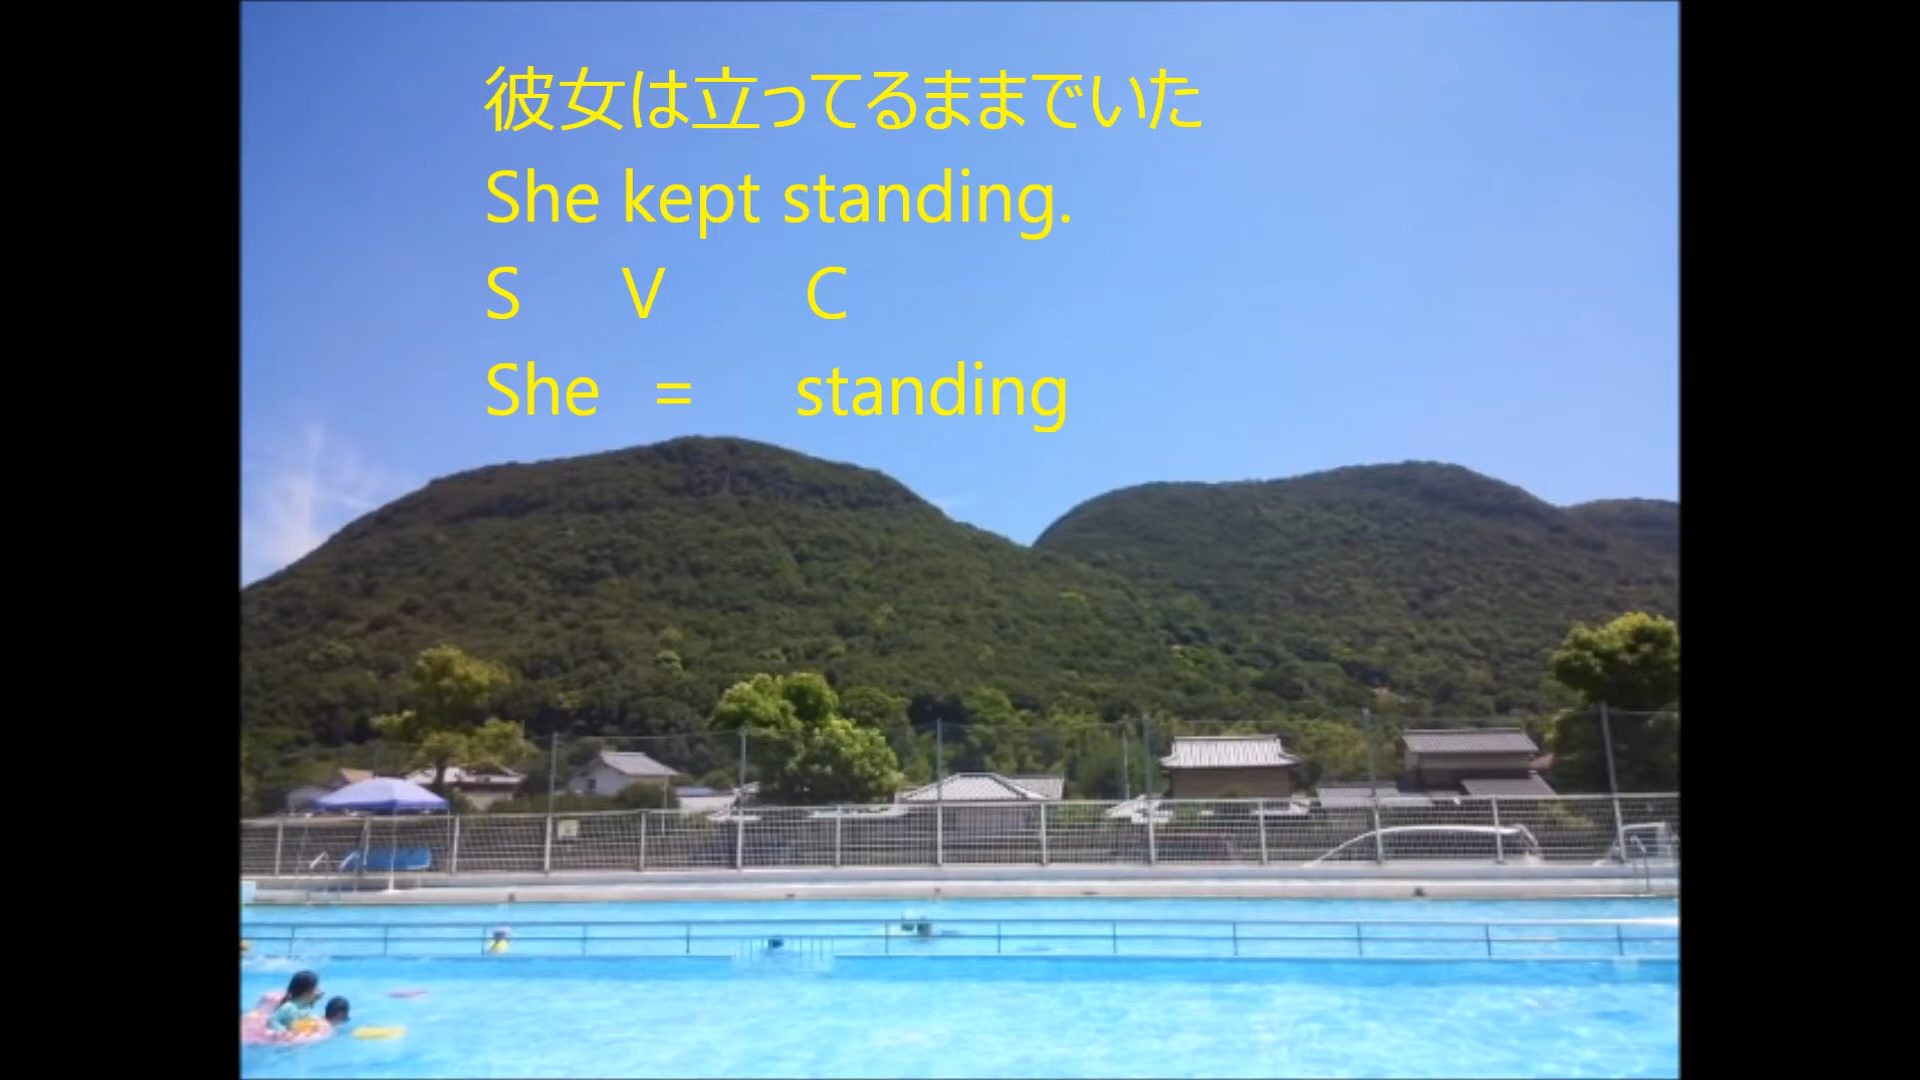 彼女は立ってるままでいた
She kept standing.
S V C
She = standing